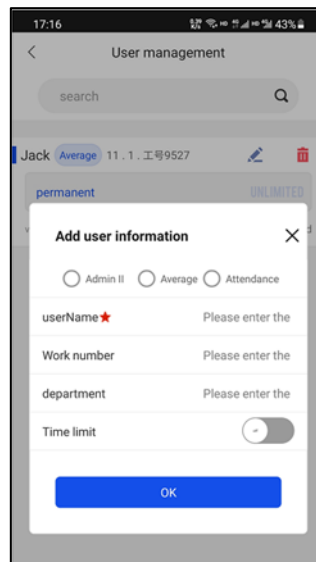 17:16 43%
User management
search
Jack Average 11 . 1 . 工号9527
permanent UNLIMITED
Add user information
Admin II Average Attendance
userName★ Please enter the
Work number Please enter the
department Please enter the
Time limit
OK